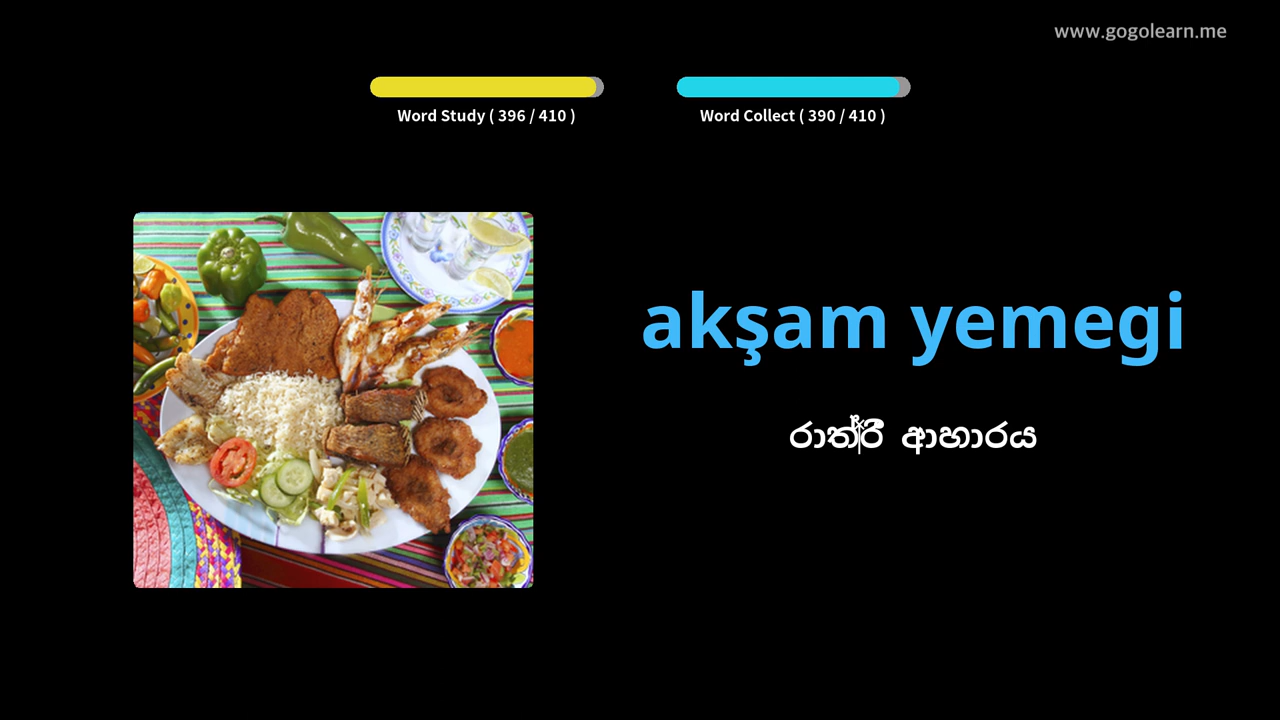 www.gogolearn.me
Word Study ( 396 / 410 )
Word Collect ( 390 / 410 )
akşam yemegi
රාත්‍රී ආහාරය